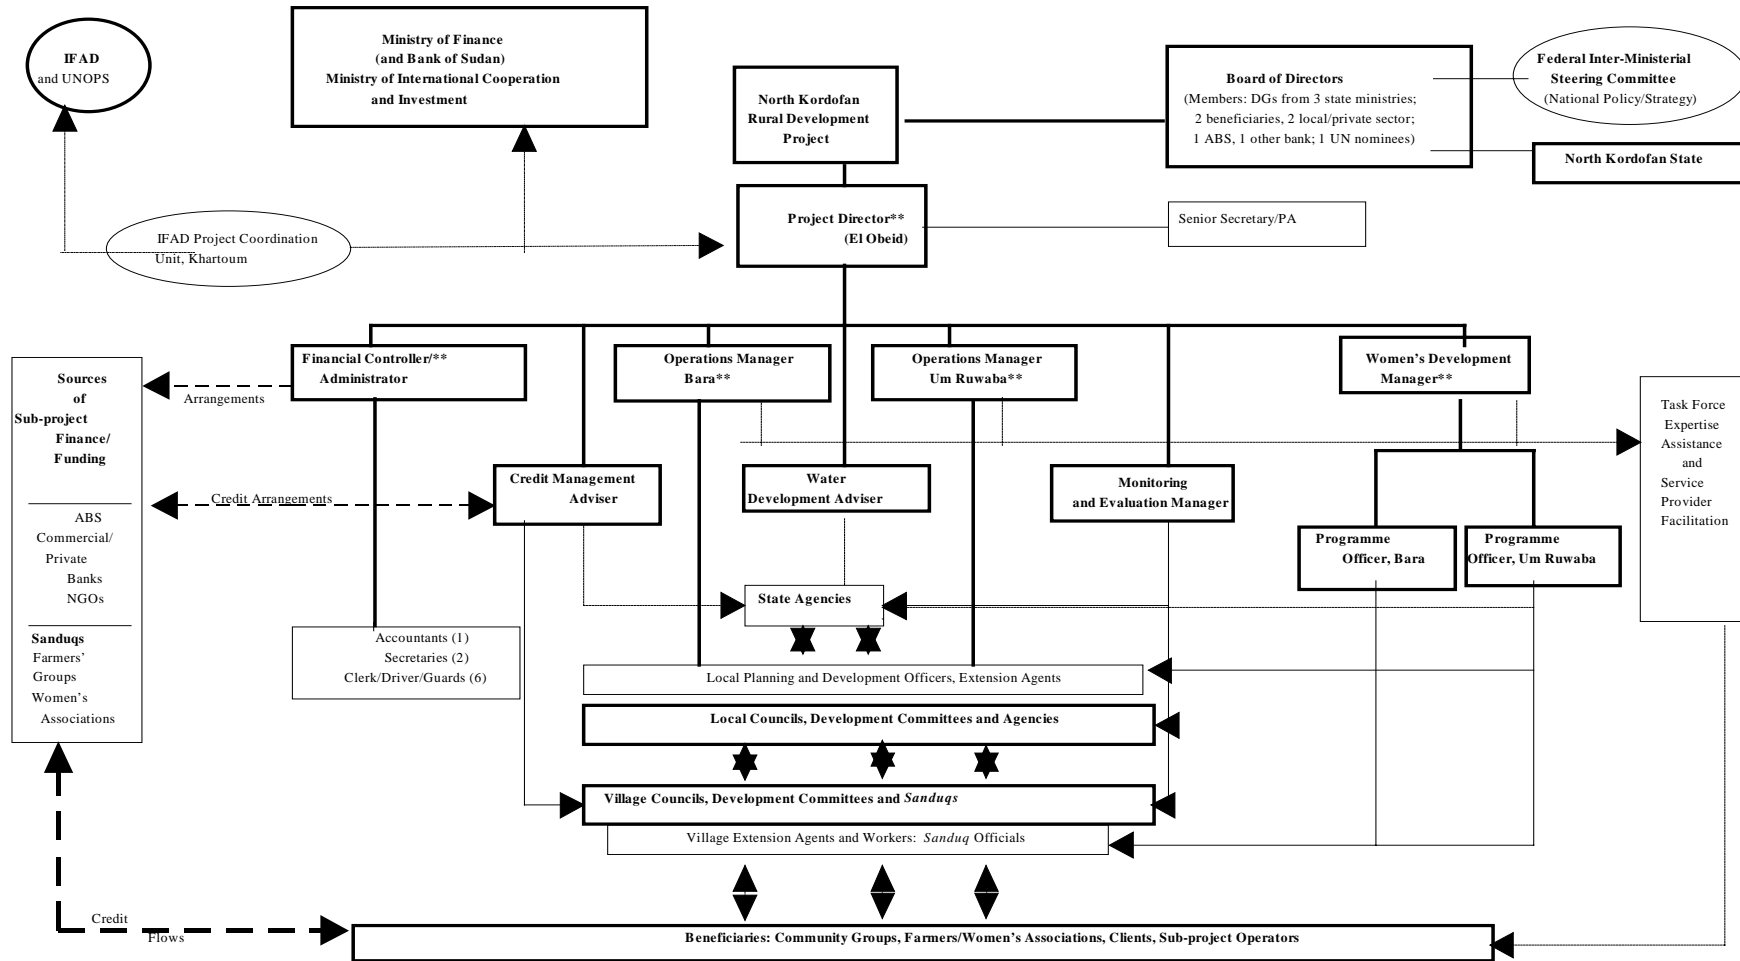 IFAD
and UNOPS
Ministry of Finance
(and Bank of Sudan)
Ministry of International Cooperation
and Investment
North Kordofan
Rural Development
Project
Board of Directors
(Members: DGs from 3 state ministries;
2 beneficiaries, 2 local/private sector;
1 ABS, 1 other bank; 1 UN nominees)
Federal Inter-Ministerial
Steering Committee
(National Policy/Strategy)
North Kordofan State
IFAD Project Coordination
Unit, Khartoum
Project Director**
(El Obeid)
Senior Secretary/PA
Sources
of
Sub-project
Finance/
Funding
ABS
Commercial/
Private
Banks
NGOs
Sanduqs
Farmers’
Groups
Women’s
Associations
Arrangements
Financial Controller/**
Administrator
Operations Manager
Bara**
Operations Manager
Um Ruwaba**
Women’s Development
Manager**
Task Force
Expertise
Assistance
and
Service
Provider
Facilitation
Credit Arrangements
Credit Management
Adviser
Water
Development Adviser
Monitoring
and Evaluation Manager
Programme
Officer, Bara
Programme
Officer, Um Ruwaba
State Agencies
Accountants (1)
Secretaries (2)
Clerk/Driver/Guards (6)
Local Planning and Development Officers, Extension Agents
Local Councils, Development Committees and Agencies
Village Councils, Development Committees and Sanduqs
Village Extension Agents and Workers: Sanduq Officials
Credit
Flows
Beneficiaries: Community Groups, Farmers/Women’s Associations, Clients, Sub-project Operators